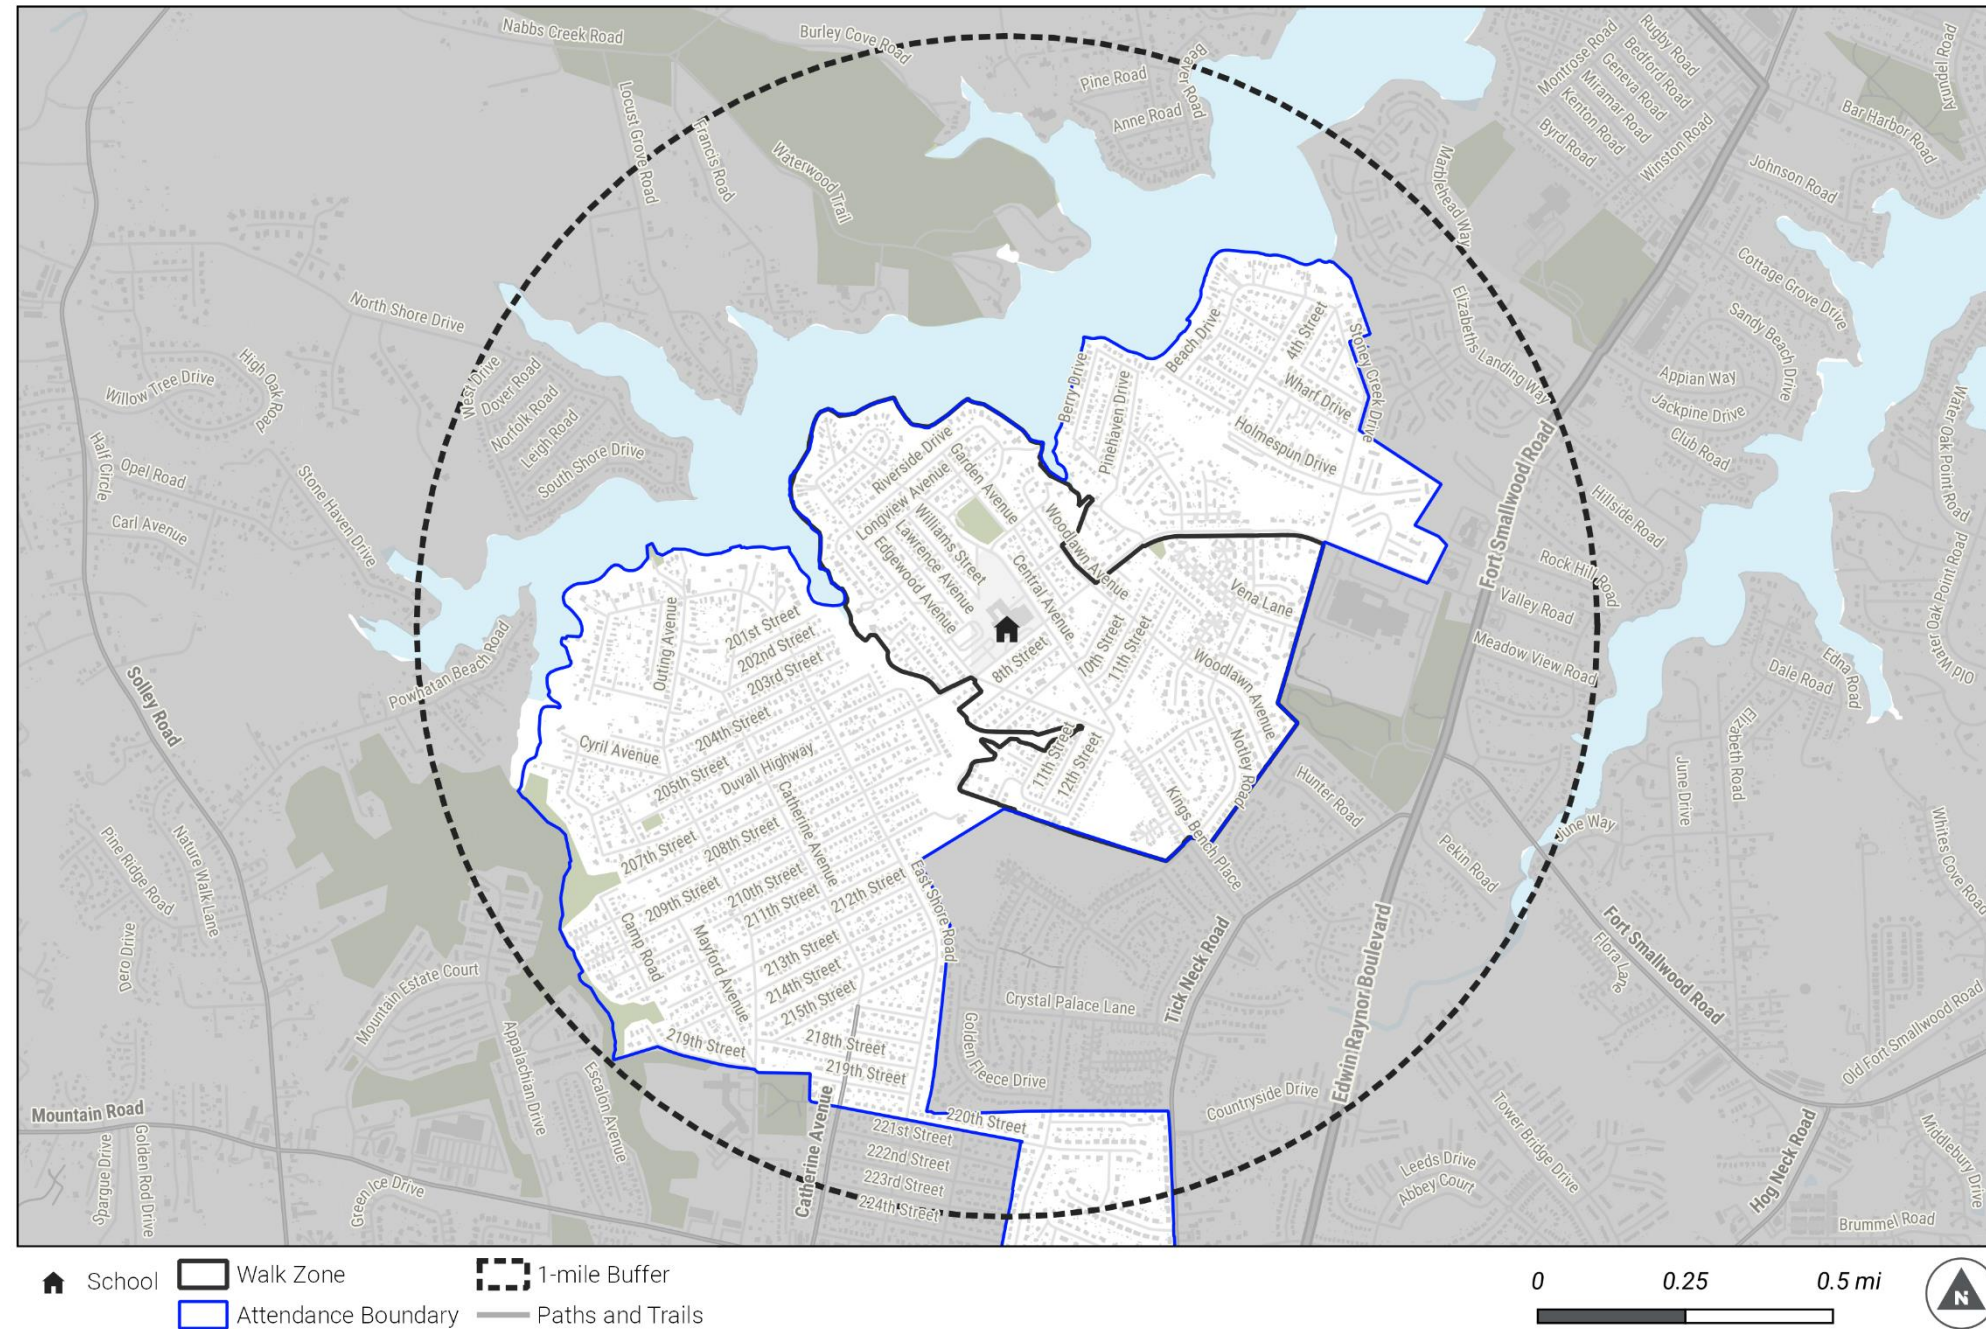 Nabbs Creek Road
Burley Cove Road
Beaver Road
Pine Road
Anne Road
Locust Grove Road
Francis Road
Waterwood Trail
Montrose Road
Rugby Road
Bedford Road
Geneva Road
Miramar Road
Kenton Road
Byrd Road
Winston Road
Arundel Road
Bar Harbor Road
Johnson Road
Marblehead Way
Cottage Grove Drive
Sandy Beach Drive
Elizabeths Landing Way
Appian Way
Jackpine Drive
Club Road
Water Oak Point Road
Hillside Road
Old Water Oak Point Road
North Shore Drive
High Oak Road
Willow Tree Drive
West Drive
Dover Road
Norfolk Road
Leigh Road
South Shore Drive
Half Circle
Opel Road
Carl Avenue
Stone Haven Drive
4th Street
Beach Drive
Stoney Creek Drive
Wharf Drive
Berry Drive
Pinehaven Drive
Holmespun Drive
Riverside Drive
Garden Avenue
Longview Avenue
Williams Street
Lawrence Avenue
Edgewood Avenue
Woodlawn Avenue
Central Avenue
Fort Smallwood Road
Rock Hill Road
Valley Road
Meadow View Road
Vena Lane
8th Street
10th Street
11th Street
Woodlawn Avenue
Notley Road
11th Street
12th Street
Kings Bench Place
Hunter Road
Edna Road
Dale Road
Elizabeth Road
June Drive
June Way
Pekin Road
Whites Cove Road
Solley Road
Powhatan Beach Road
Outing Avenue
201st Street
202nd Street
203rd Street
204th Street
Cyril Avenue
205th Street
Duvall Highway
Catherine Avenue
207th Street
208th Street
209th Street
210th Street
211th Street
212th Street
East Shore Road
Camp Road
Mayford Avenue
213th Street
214th Street
215th Street
218th Street
219th Street
219th Street
220th Street
221st Street
222nd Street
223rd Street
224th Street
Catherine Avenue
Pine Ridge Road
Nature Walk Lane
Dero Drive
Mountain Estate Court
Appalachian Drive
Escalon Avenue
Mountain Road
Spargue Drive
Golden Rod Drive
Green Ice Drive
Crystal Palace Lane
Golden Fleece Drive
Tick Neck Road
Edwin Raynor Boulevard
Countryside Drive
Leeds Drive
Abbey Court
Tower Bridge Drive
Fort Smallwood Road
Flora Lane
Old Fort Smallwood Road
Hog Neck Road
Middlebury Drive
Brummel Road
School
Walk Zone
1-mile Buffer
Attendance Boundary
Paths and Trails
0 0.25 0.5 mi
N